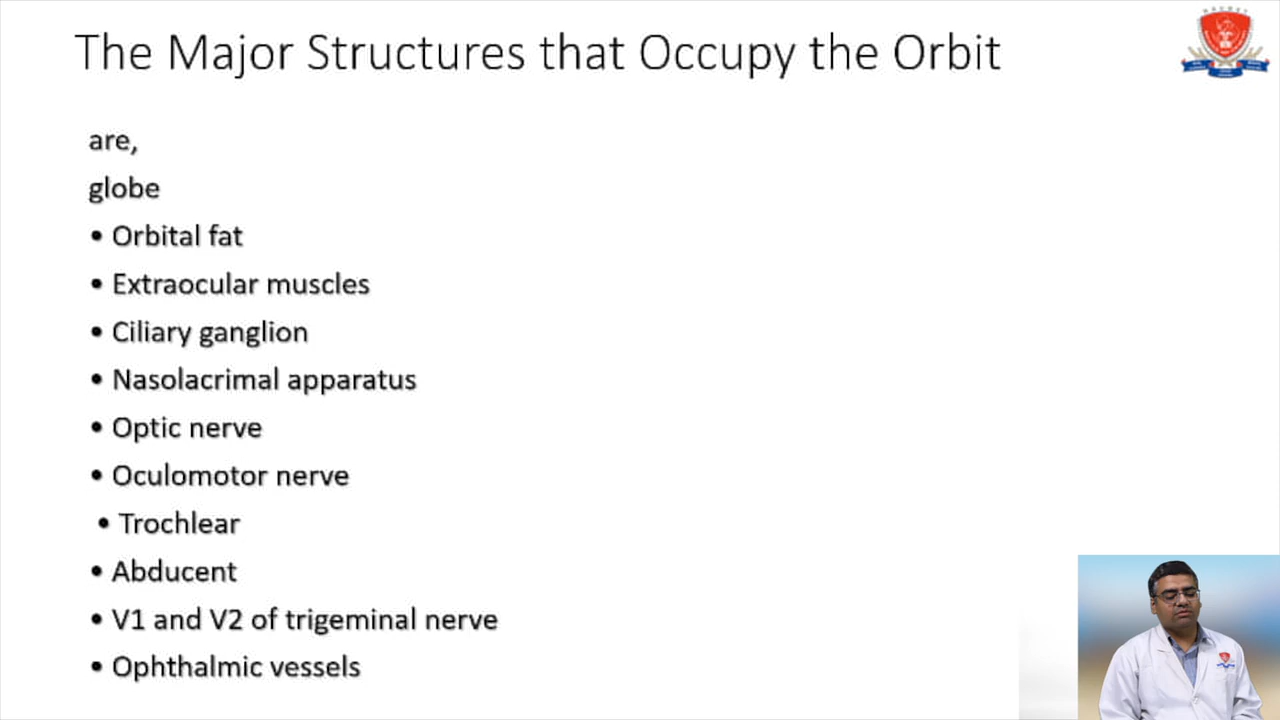 The Major Structures that Occupy the Orbit
are,
globe
• Orbital fat
• Extraocular muscles
• Ciliary ganglion
• Nasolacrimal apparatus
• Optic nerve
• Oculomotor nerve
• Trochlear
• Abducent
• V1 and V2 of trigeminal nerve
• Ophthalmic vessels